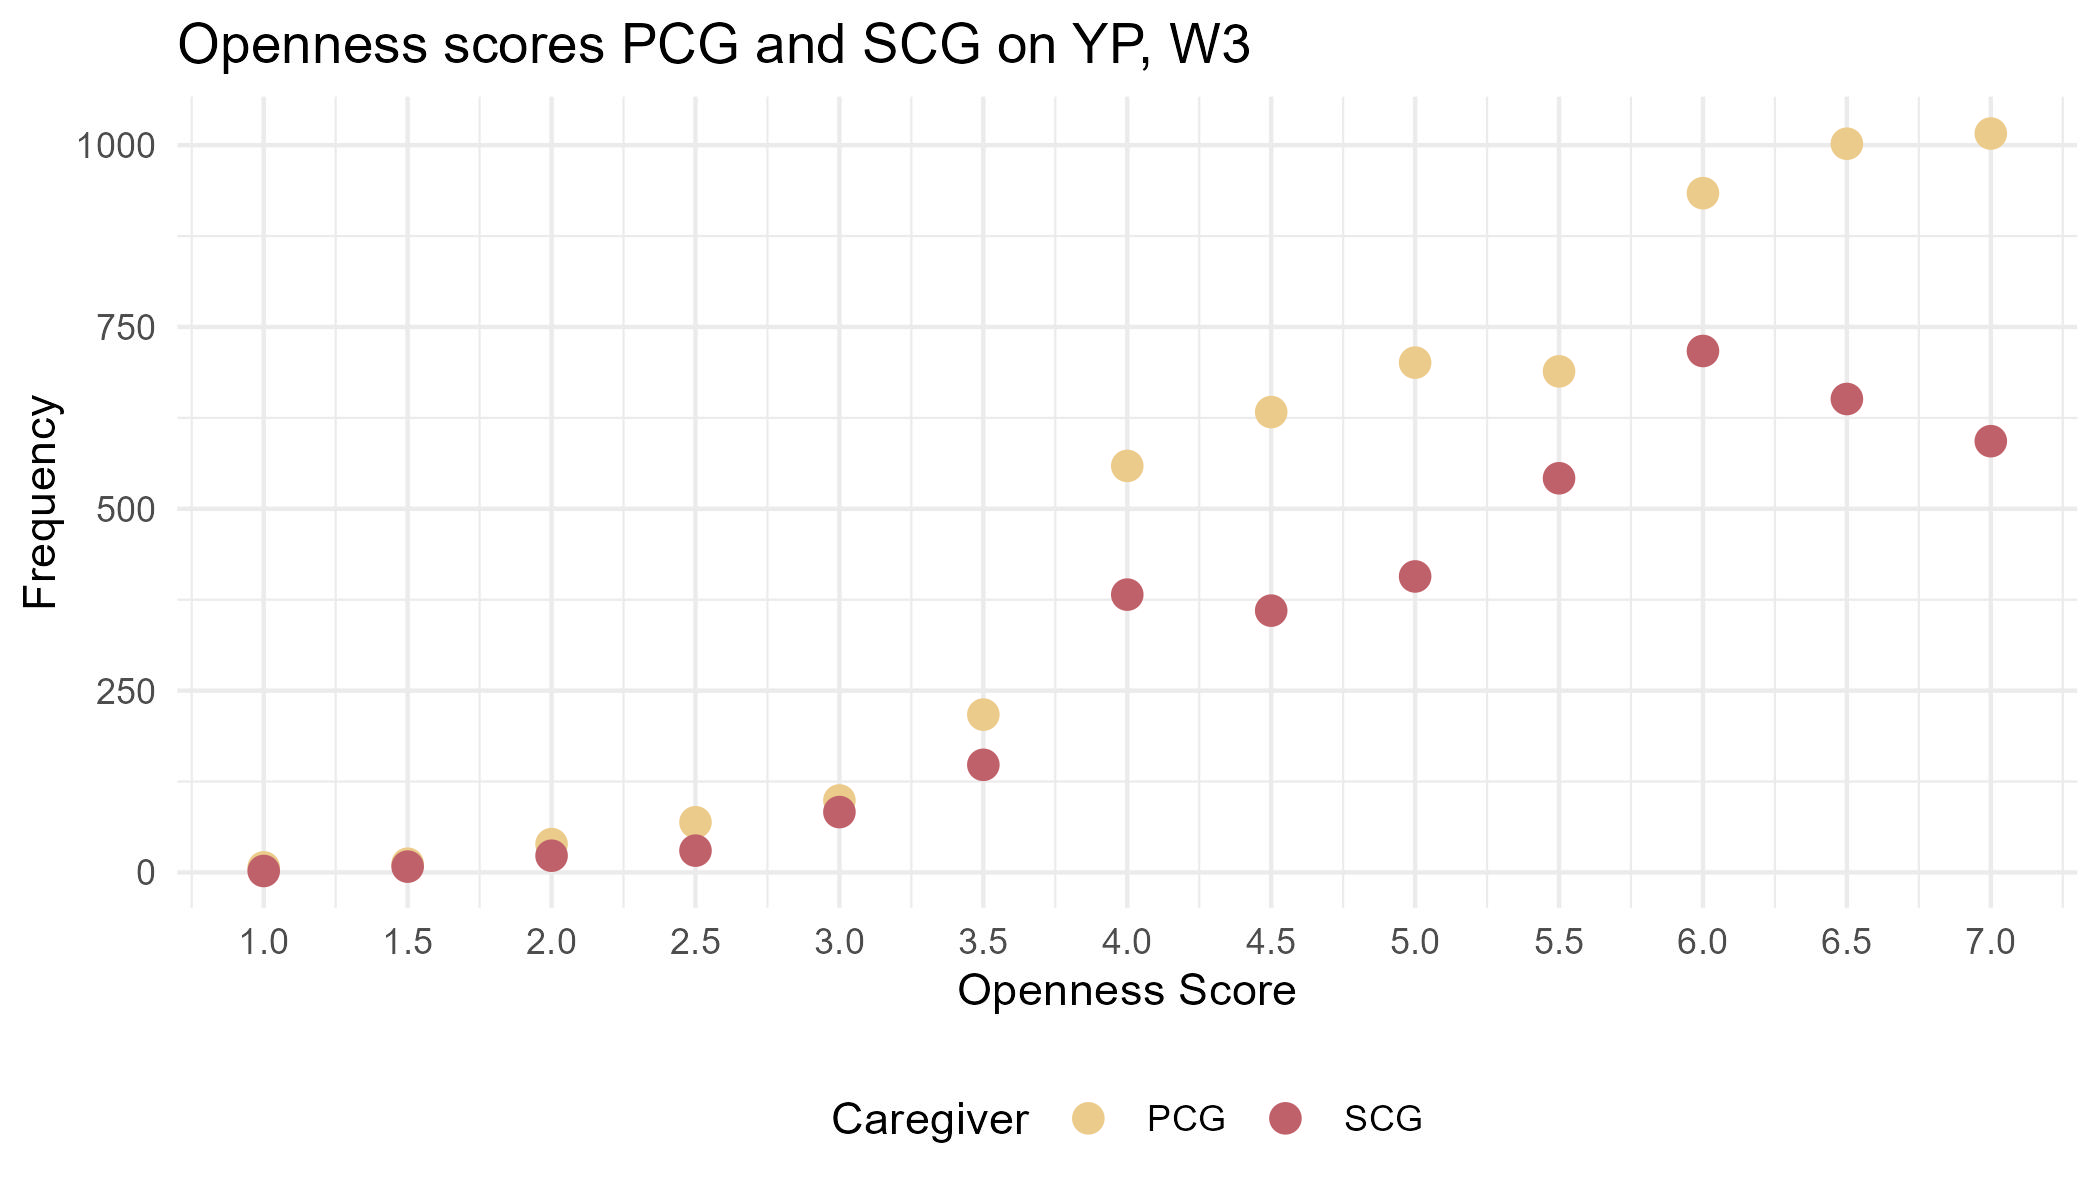 Openness scores PCG and SCG on YP, W3
Frequency
1000
750
500
250
0
1.0 1.5 2.0 2.5 3.0 3.5 4.0 4.5 5.0 5.5 6.0 6.5 7.0
Openness Score
Caregiver PCG SCG